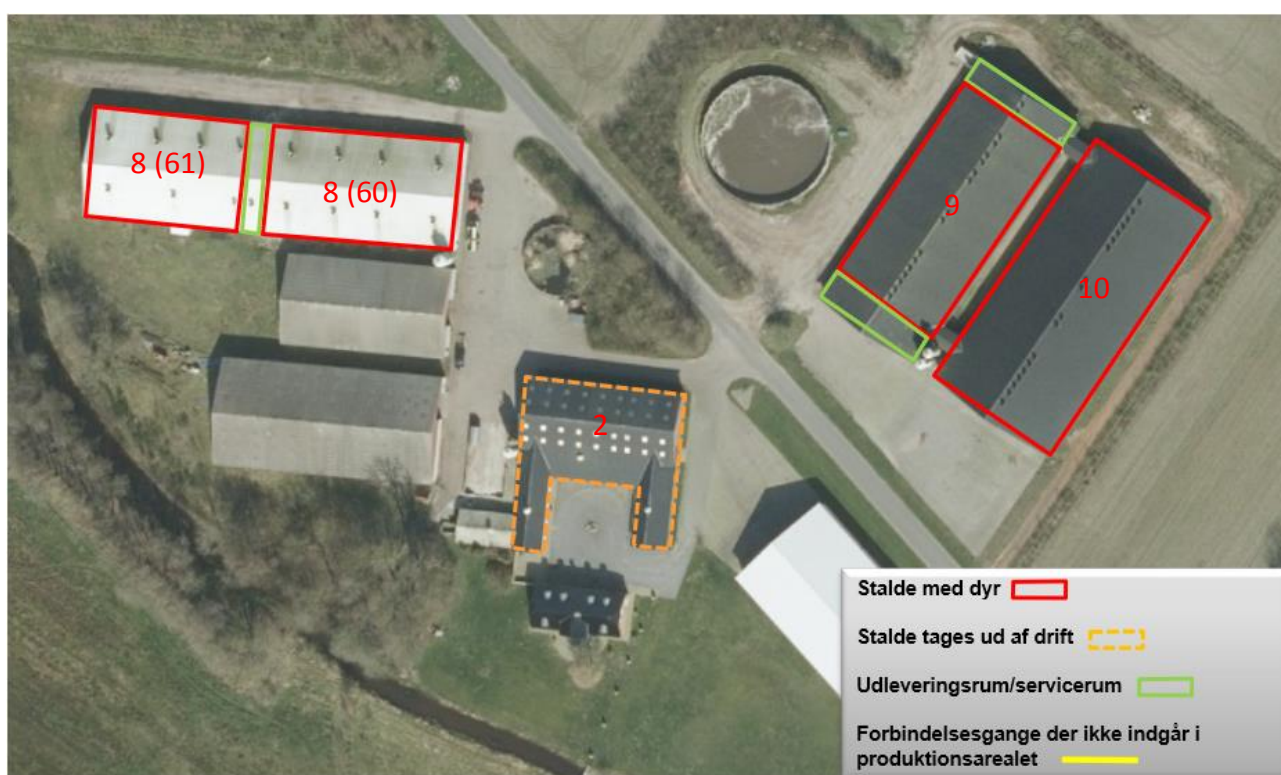 8 (61)
8 (60)
9
10
2
Stalde med dyr
Stalde tages ud af drift
Udleveringsrum/servicerum
Forbindelsesgange der ikke indgår i
produktionsarealet